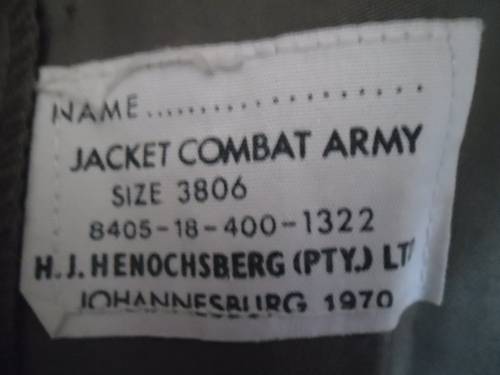 NAME....................
JACKET COMBAT ARMY
SIZE 3806
8405-18-400-1322
H.J. HENOCHSBERG (PTY.) LT
JOHANNESBURG 1970